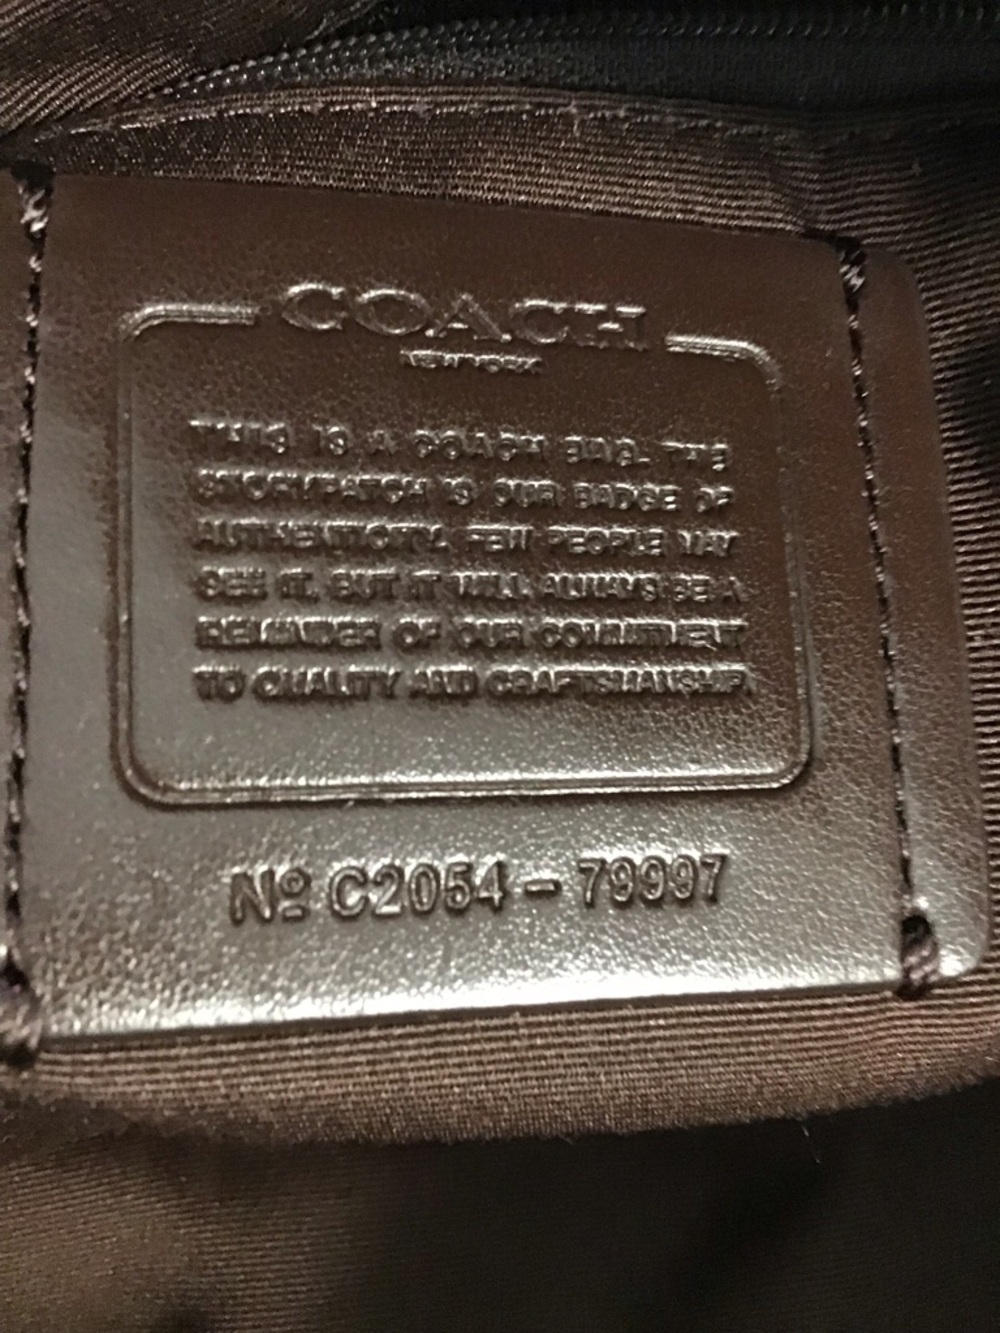 COACH
NEW YORK
THIS IS A COACH BAG. THE
STORYPATCH IS OUR BADGE OF
AUTHENTICITY. FEW PEOPLE MAY
SEE IT, BUT IT WILL ALWAYS BE A
REMINDER OF OUR COMMITMENT
TO QUALITY AND CRAFTSMANSHIP.
Nº C2054 - 79997